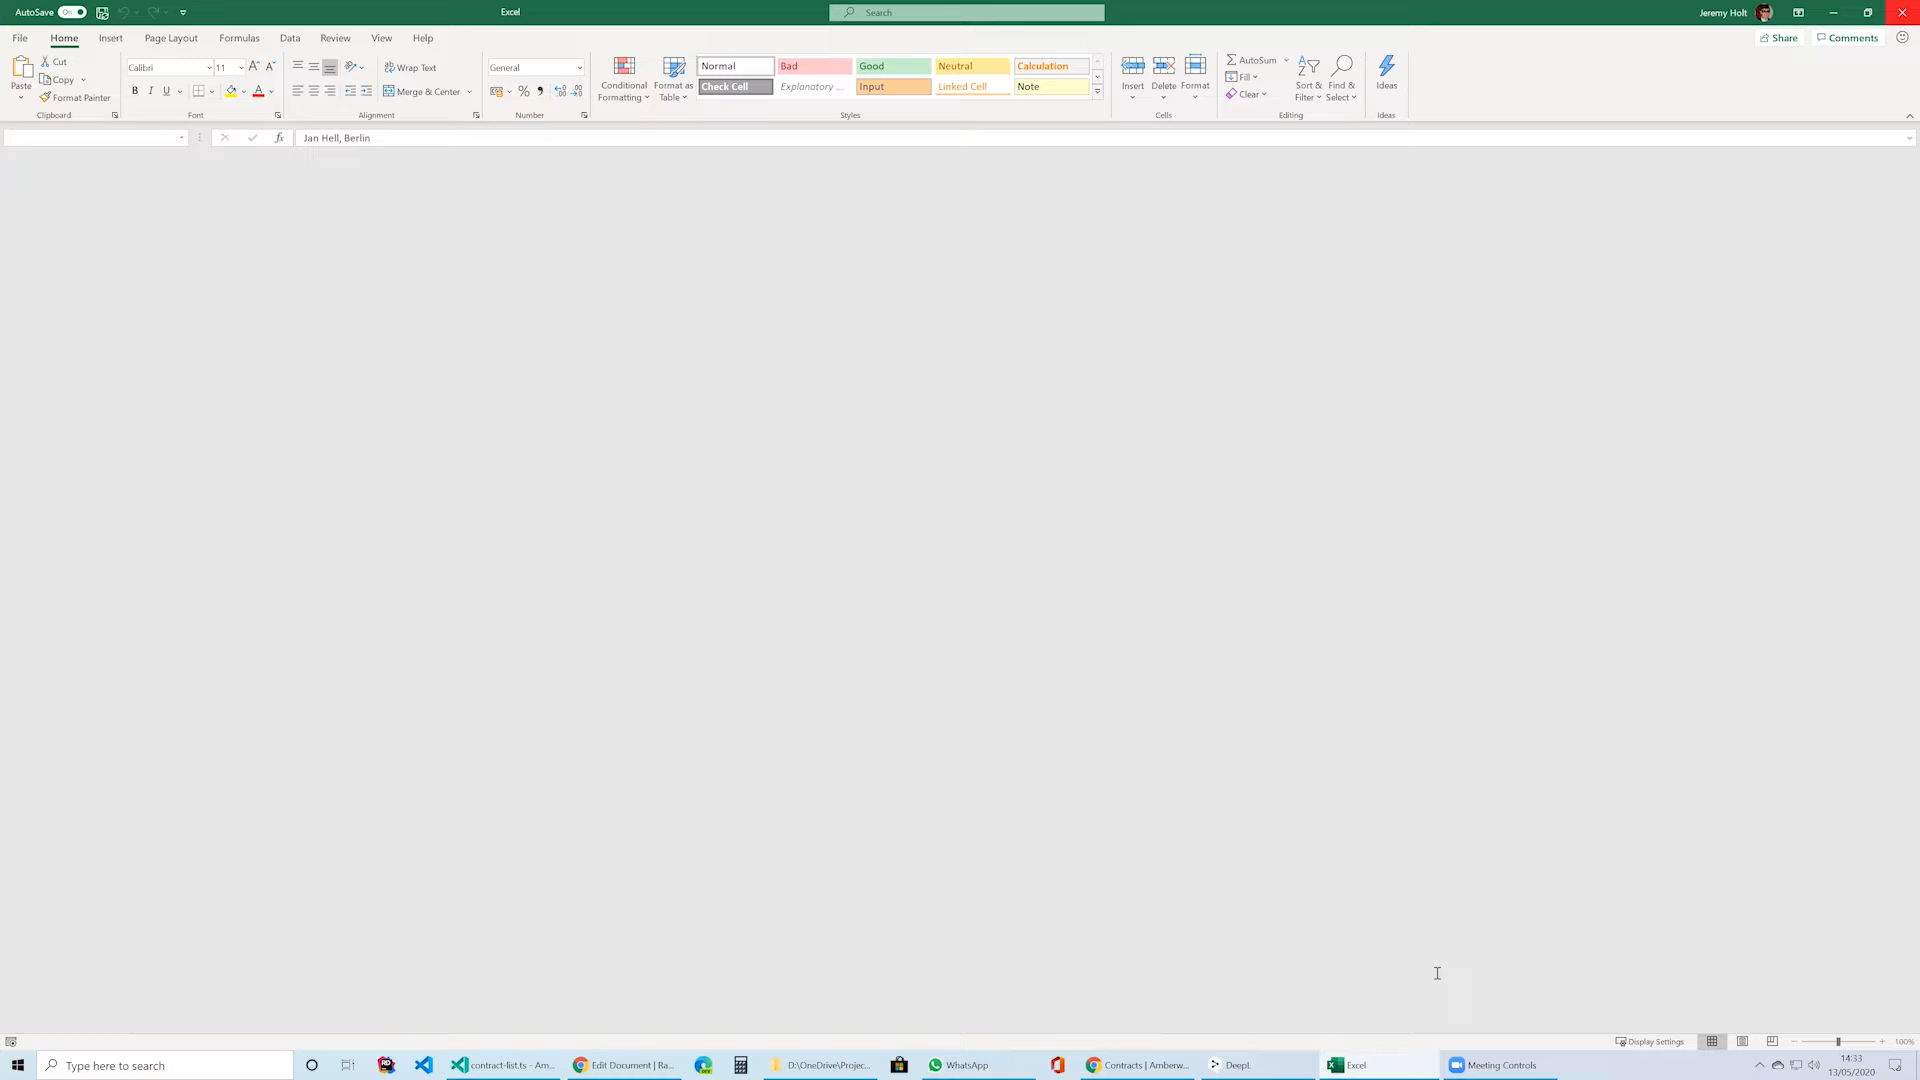 AutoSave On Excel Search Jeremy Holt
File Home Insert Page Layout Formulas Data Review View Help Share Comments
Paste Cut Copy Format Painter Clipboard
Calibri 11 B I U Font
Wrap Text Merge & Center Alignment
General % Number
Conditional Formatting Format as Table
Normal Bad Good Neutral Calculation
Check Cell Explanatory ... Input Linked Cell Note
Styles
Insert Delete Format Cells
AutoSum Fill Clear Sort & Filter Find & Select Editing
Ideas Ideas
fx Jan Hell, Berlin
Display Settings 100%
Type here to search contract-list.ts - Am... Edit Document | Ra... D:\OneDrive\Projec... WhatsApp Contracts | Amberw... DeepL Excel Meeting Controls
14:33
13/05/2020